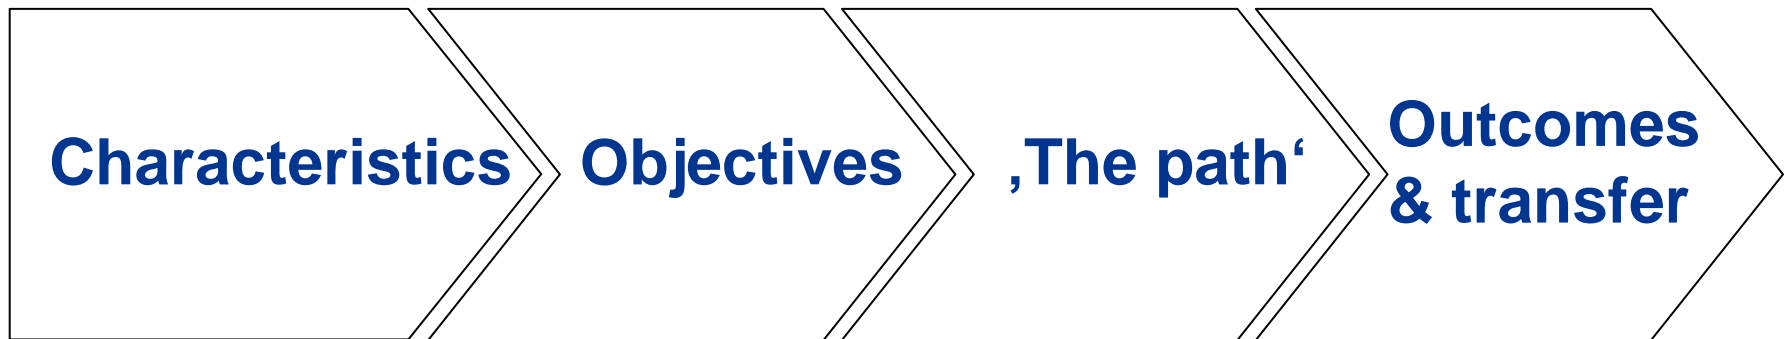 Characteristics
Objectives
‚The path‘
Outcomes
& transfer